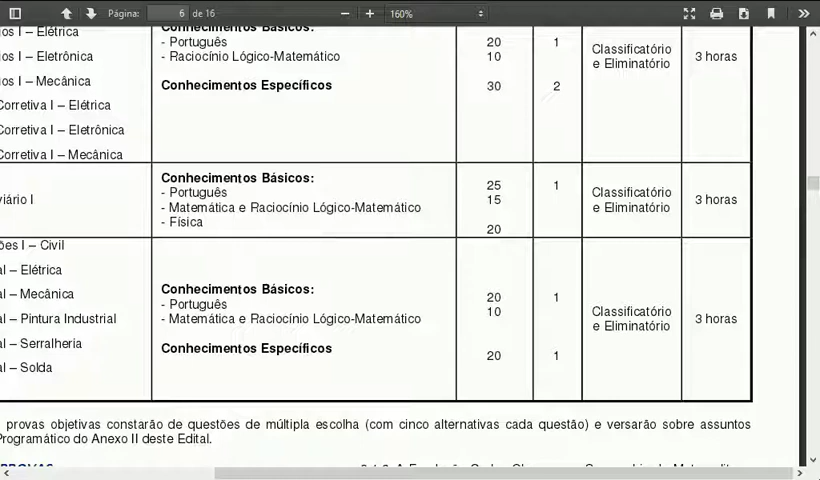 Página: 6 de 16 160%
ios I – Elétrica
ios I – Eletrônica
ios I – Mecânica
Corretiva I – Elétrica
Corretiva I – Eletrônica
Corretiva I – Mecânica
Conhecimentos Básicos:
- Português 20 1
- Raciocínio Lógico-Matemático 10
Conhecimentos Específicos 30 2
Classificatório
e Eliminatório
3 horas
viário I
Conhecimentos Básicos:
- Português 25 1
- Matemática e Raciocínio Lógico-Matemático 15
- Física 20
Classificatório
e Eliminatório
3 horas
ões I – Civil
al – Elétrica
al – Mecânica
al – Pintura Industrial
al – Serralheria
al – Solda
Conhecimentos Básicos:
- Português 20 1
- Matemática e Raciocínio Lógico-Matemático 10
Conhecimentos Específicos 20 1
Classificatório
e Eliminatório
3 horas
provas objetivas constarão de questões de múltipla escolha (com cinco alternativas cada questão) e versarão sobre assuntos
Programático do Anexo II deste Edital.